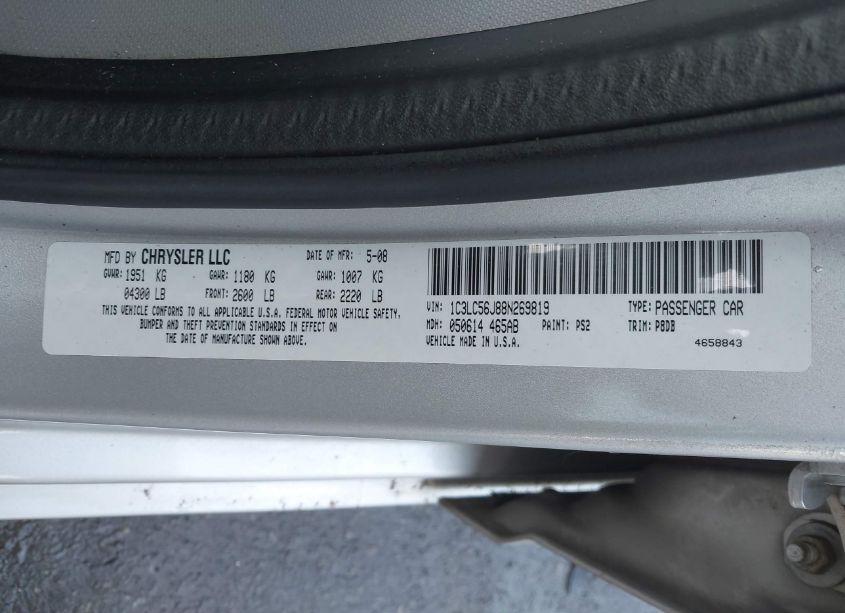 MFD BY CHRYSLER LLC DATE OF MFR: 5-08
GVWR: 1951 KG GAWR: 1180 KG GAWR: 1007 KG
04300 LB FRONT: 2600 LB REAR: 2220 LB
THIS VEHICLE CONFORMS TO ALL APPLICABLE U.S.A. FEDERAL MOTOR VEHICLE SAFETY,
BUMPER AND THEFT PREVENTION STANDARDS IN EFFECT ON
THE DATE OF MANUFACTURE SHOWN ABOVE.
VIN: 1C3LC56J88N269819 TYPE: PASSENGER CAR
MDH: 050614 465AB PAINT: PS2 TRIM: P8DB
VEHICLE MADE IN U.S.A. 4658843